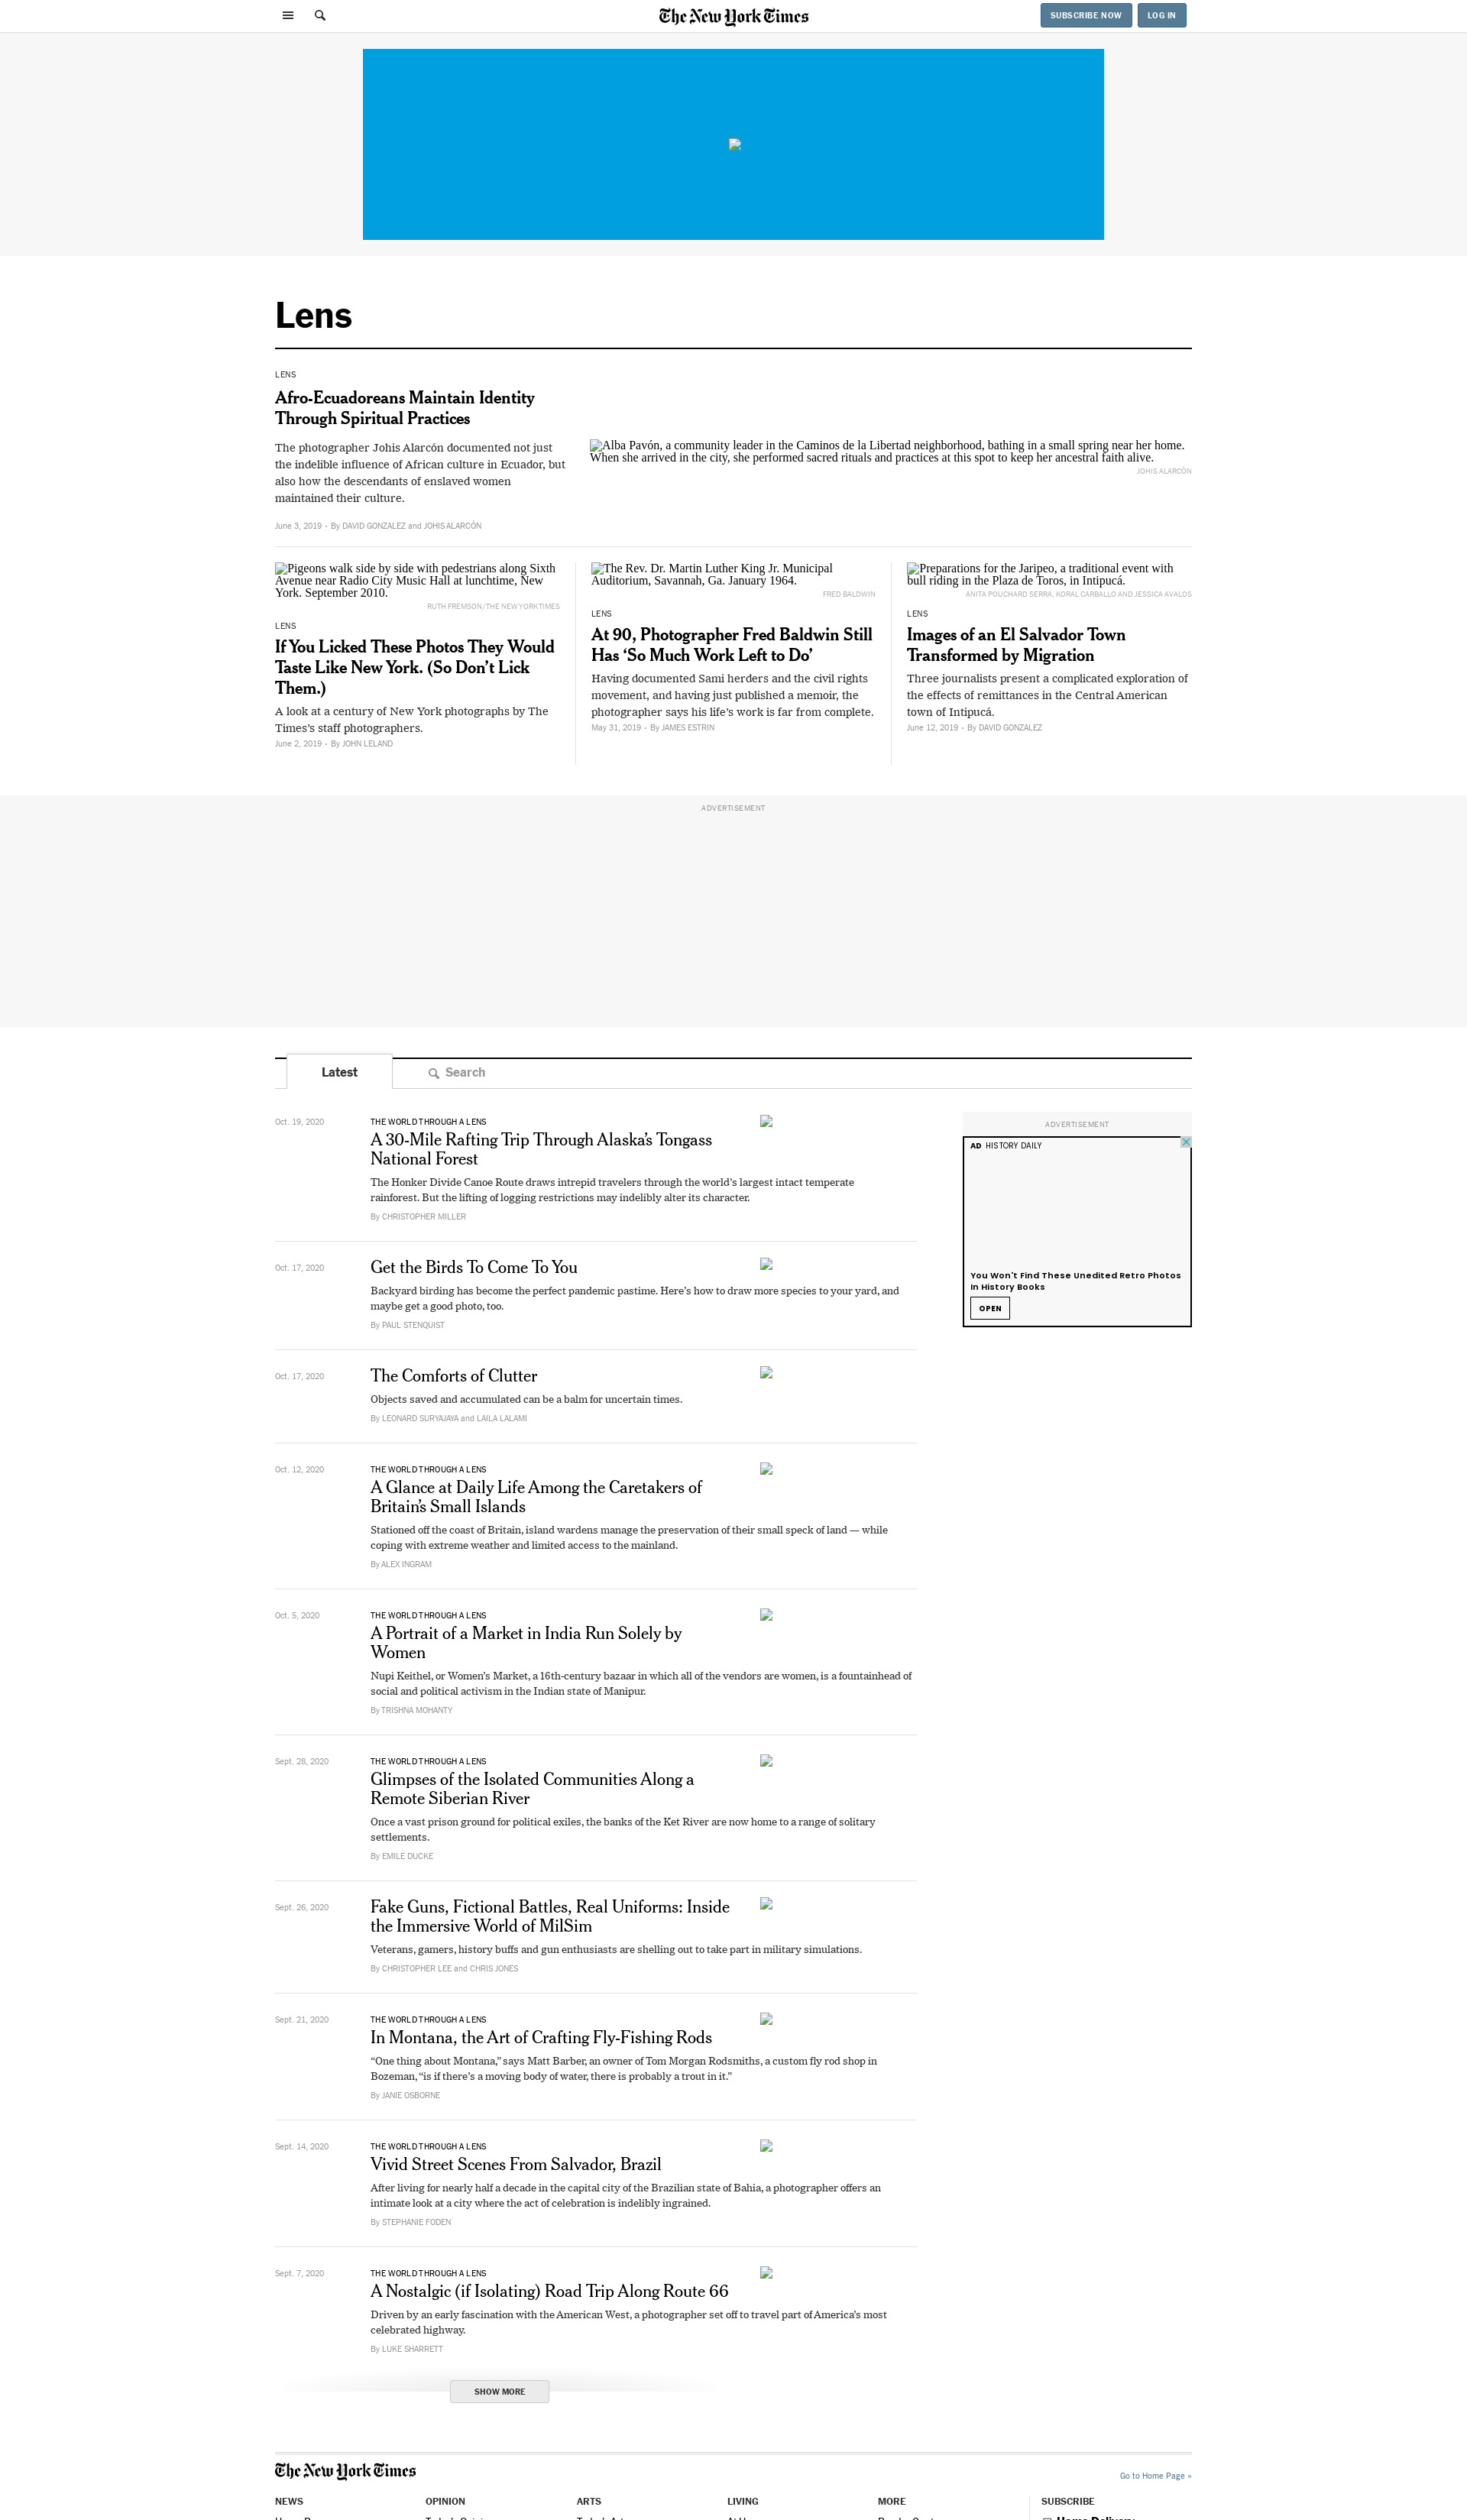 The New York Times
SUBSCRIBE NOW
LOG IN
Lens
LENS
Afro-Ecuadoreans Maintain Identity
Through Spiritual Practices
The photographer Johis Alarcón documented not just
the indelible influence of African culture in Ecuador, but
also how the descendants of enslaved women
maintained their culture.
June 3, 2019 • By DAVID GONZALEZ and JOHIS ALARCÓN
Alba Pavón, a community leader in the Caminos de la Libertad neighborhood, bathing in a small spring near her home.
When she arrived in the city, she performed sacred rituals and practices at this spot to keep her ancestral faith alive.
JOHIS ALARCÓN
Pigeons walk side by side with pedestrians along Sixth
Avenue near Radio City Music Hall at lunchtime, New
York. September 2010.
RUTH FREMSON/THE NEW YORK TIMES
LENS
If You Licked These Photos They Would
Taste Like New York. (So Don’t Lick
Them.)
A look at a century of New York photographs by The
Times’s staff photographers.
June 2, 2019 • By JOHN LELAND
The Rev. Dr. Martin Luther King Jr. Municipal
Auditorium, Savannah, Ga. January 1964.
FRED BALDWIN
LENS
At 90, Photographer Fred Baldwin Still
Has ‘So Much Work Left to Do’
Having documented Sami herders and the civil rights
movement, and having just published a memoir, the
photographer says his life’s work is far from complete.
May 31, 2019 • By JAMES ESTRIN
Preparations for the Jaripeo, a traditional event with
bull riding in the Plaza de Toros, in Intipucá.
ANITA POUCHARD SERRA, KORAL CARBALLO AND JESSICA AVALOS
LENS
Images of an El Salvador Town
Transformed by Migration
Three journalists present a complicated exploration of
the effects of remittances in the Central American
town of Intipucá.
June 12, 2019 • By DAVID GONZALEZ
ADVERTISEMENT
Latest
Search
Oct. 19, 2020
THE WORLD THROUGH A LENS
A 30-Mile Rafting Trip Through Alaska’s Tongass
National Forest
The Honker Divide Canoe Route draws intrepid travelers through the world’s largest intact temperate
rainforest. But the lifting of logging restrictions may indelibly alter its character.
By CHRISTOPHER MILLER
ADVERTISEMENT
AD HISTORY DAILY
You Won't Find These Unedited Retro Photos
In History Books
OPEN
Oct. 17, 2020
Get the Birds To Come To You
Backyard birding has become the perfect pandemic pastime. Here’s how to draw more species to your yard, and
maybe get a good photo, too.
By PAUL STENQUIST
Oct. 17, 2020
The Comforts of Clutter
Objects saved and accumulated can be a balm for uncertain times.
By LEONARD SURYAJAYA and LAILA LALAMI
Oct. 12, 2020
THE WORLD THROUGH A LENS
A Glance at Daily Life Among the Caretakers of
Britain’s Small Islands
Stationed off the coast of Britain, island wardens manage the preservation of their small speck of land — while
coping with extreme weather and limited access to the mainland.
By ALEX INGRAM
Oct. 5, 2020
THE WORLD THROUGH A LENS
A Portrait of a Market in India Run Solely by
Women
Nupi Keithel, or Women’s Market, a 16th-century bazaar in which all of the vendors are women, is a fountainhead of
social and political activism in the Indian state of Manipur.
By TRISHNA MOHANTY
Sept. 28, 2020
THE WORLD THROUGH A LENS
Glimpses of the Isolated Communities Along a
Remote Siberian River
Once a vast prison ground for political exiles, the banks of the Ket River are now home to a range of solitary
settlements.
By EMILE DUCKE
Sept. 26, 2020
Fake Guns, Fictional Battles, Real Uniforms: Inside
the Immersive World of MilSim
Veterans, gamers, history buffs and gun enthusiasts are shelling out to take part in military simulations.
By CHRISTOPHER LEE and CHRIS JONES
Sept. 21, 2020
THE WORLD THROUGH A LENS
In Montana, the Art of Crafting Fly-Fishing Rods
“One thing about Montana,” says Matt Barber, an owner of Tom Morgan Rodsmiths, a custom fly rod shop in
Bozeman, “is if there’s a moving body of water, there is probably a trout in it.”
By JANIE OSBORNE
Sept. 14, 2020
THE WORLD THROUGH A LENS
Vivid Street Scenes From Salvador, Brazil
After living for nearly half a decade in the capital city of the Brazilian state of Bahia, a photographer offers an
intimate look at a city where the act of celebration is indelibly ingrained.
By STEPHANIE FODEN
Sept. 7, 2020
THE WORLD THROUGH A LENS
A Nostalgic (if Isolating) Road Trip Along Route 66
Driven by an early fascination with the American West, a photographer set off to travel part of America’s most
celebrated highway.
By LUKE SHARRETT
SHOW MORE
The New York Times
Go to Home Page »
NEWS
OPINION
ARTS
LIVING
MORE
SUBSCRIBE